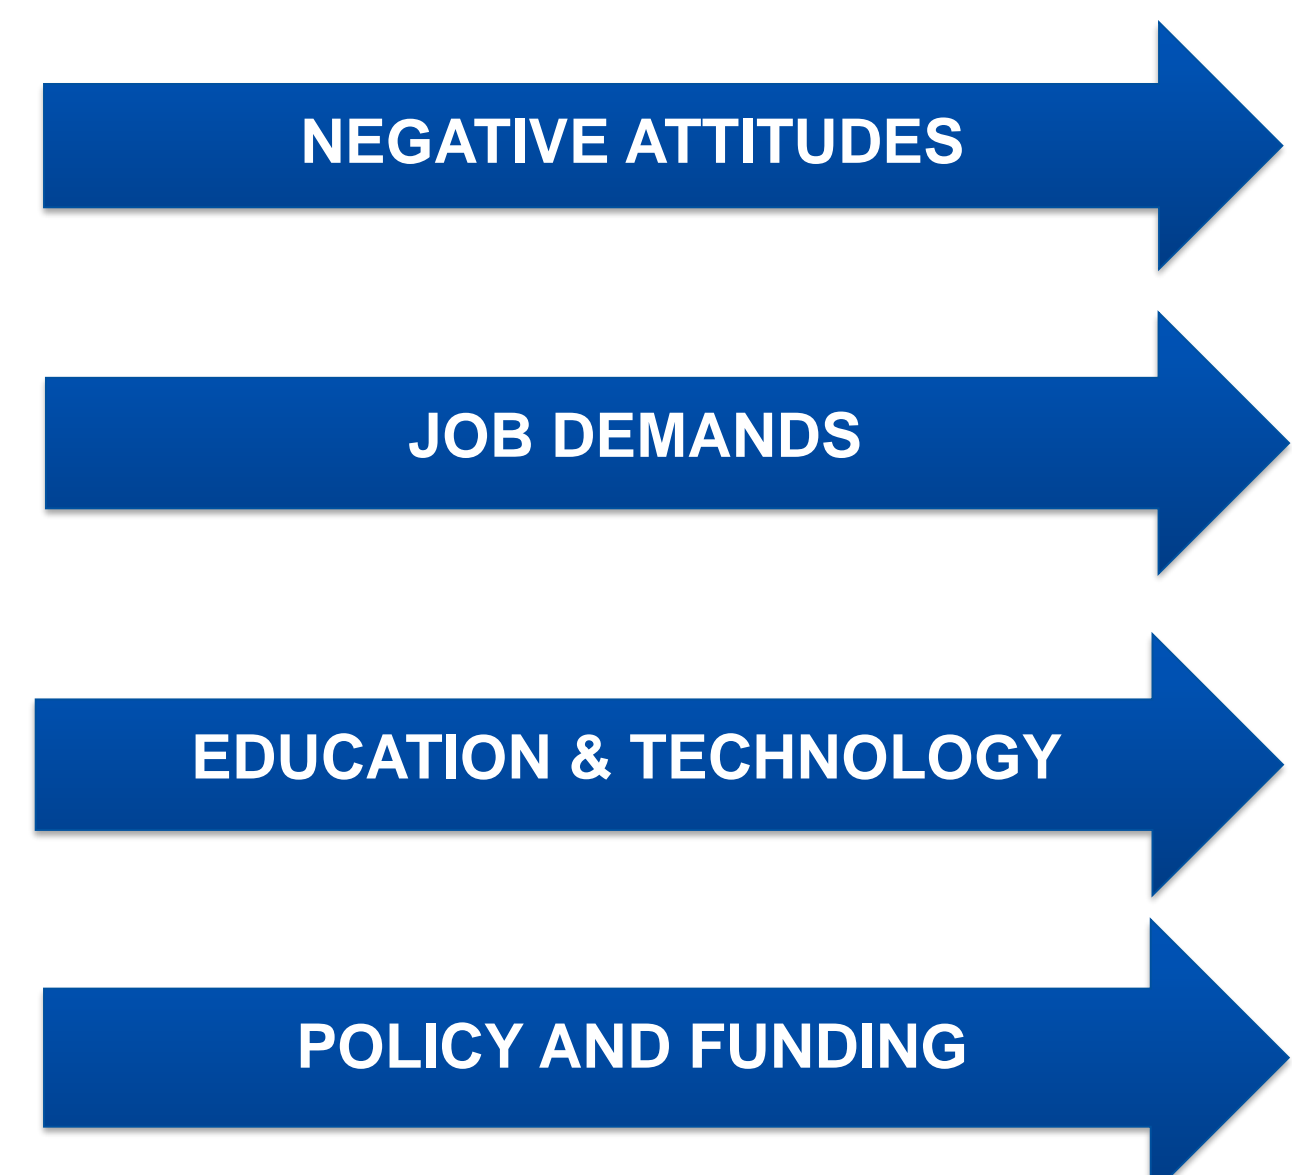 NEGATIVE ATTITUDES
JOB DEMANDS
EDUCATION & TECHNOLOGY
POLICY AND FUNDING